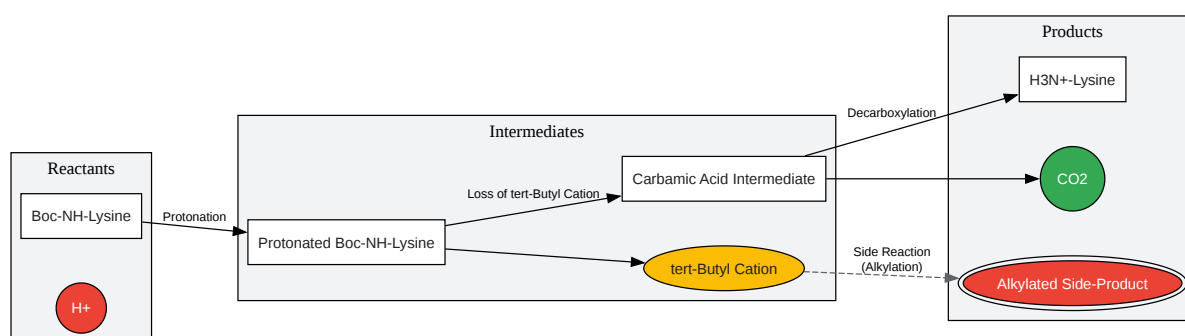 Reactants
Boc-NH-Lysine
H+
Protonation
Intermediates
Protonated Boc-NH-Lysine
Loss of tert-Butyl Cation
Carbamic Acid Intermediate
tert-Butyl Cation
Decarboxylation
Side Reaction
(Alkylation)
Products
H3N+-Lysine
CO2
Alkylated Side-Product